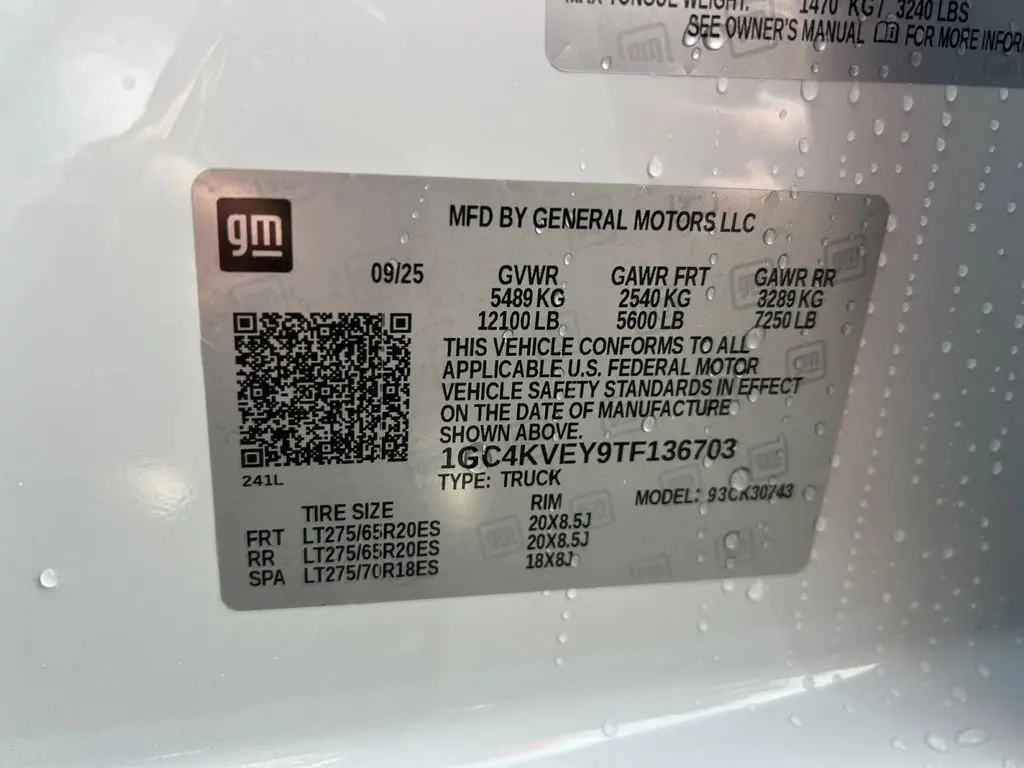 MAX TONGUE WEIGHT: 1470 KG / 3240 LBS
SEE OWNER'S MANUAL FOR MORE
gm
MFD BY GENERAL MOTORS LLC
09/25
GVWR GAWR FRT GAWR RR
5489 KG 2540 KG 3289 KG
12100 LB 5600 LB 7250 LB
THIS VEHICLE CONFORMS TO ALL
APPLICABLE U.S. FEDERAL MOTOR
VEHICLE SAFETY STANDARDS IN EFFECT
ON THE DATE OF MANUFACTURE
SHOWN ABOVE.
1GC4KVEY9TF136703
241L
TYPE: TRUCK
MODEL: 93CK30743
TIRE SIZE RIM
FRT LT275/65R20ES 20X8.5J
RR LT275/65R20ES 20X8.5J
SPA LT275/70R18ES 18X8J